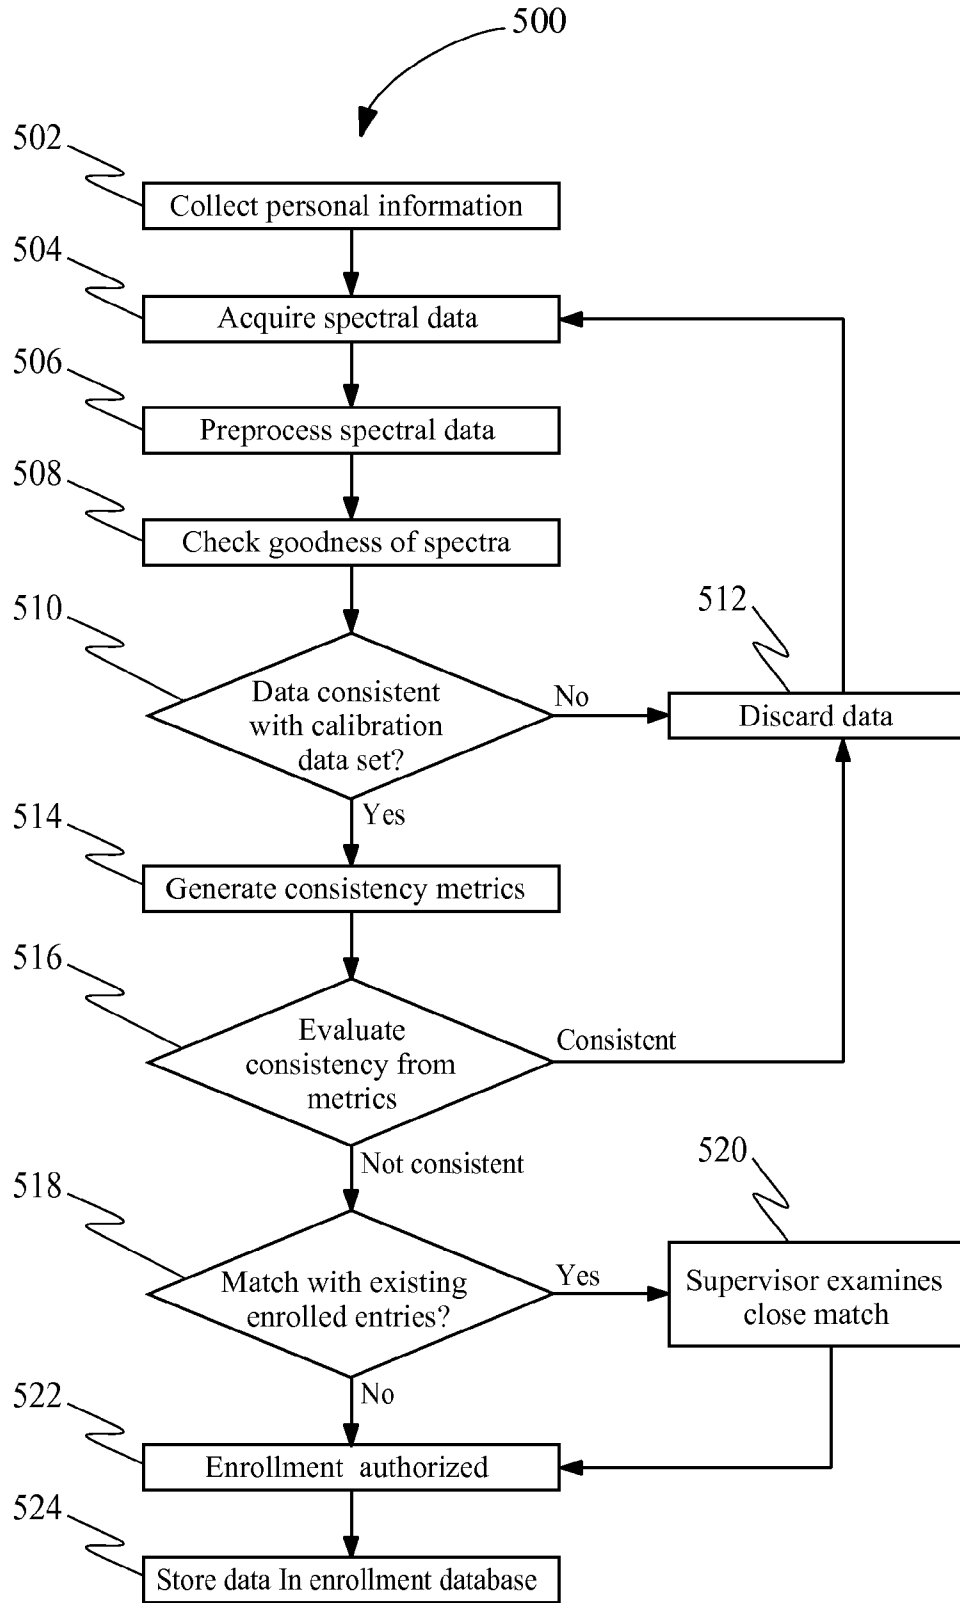 500
502
Collect personal information
504
Acquire spectral data
506
Preprocess spectral data
508
Check goodness of spectra
510
Data consistent
with calibration
data set?
No
512
Discard data
Yes
514
Generate consistency metrics
516
Evaluate
consistency from
metrics
Consistent
Not consistent
518
Match with existing
enrolled entries?
Yes
520
Supervisor examines
close match
No
522
Enrollment authorized
524
Store data In enrollment database